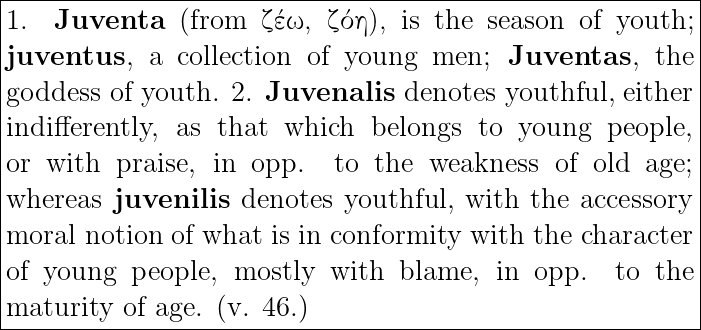 1. Juventa (from ζέω, ζόη), is the season of youth;
juventus, a collection of young men; Juventas, the
goddess of youth. 2. Juvenalis denotes youthful, either
indifferently, as that which belongs to young people,
or with praise, in opp. to the weakness of old age;
whereas juvenilis denotes youthful, with the accessory
moral notion of what is in conformity with the character
of young people, mostly with blame, in opp. to the
maturity of age. (v. 46.)